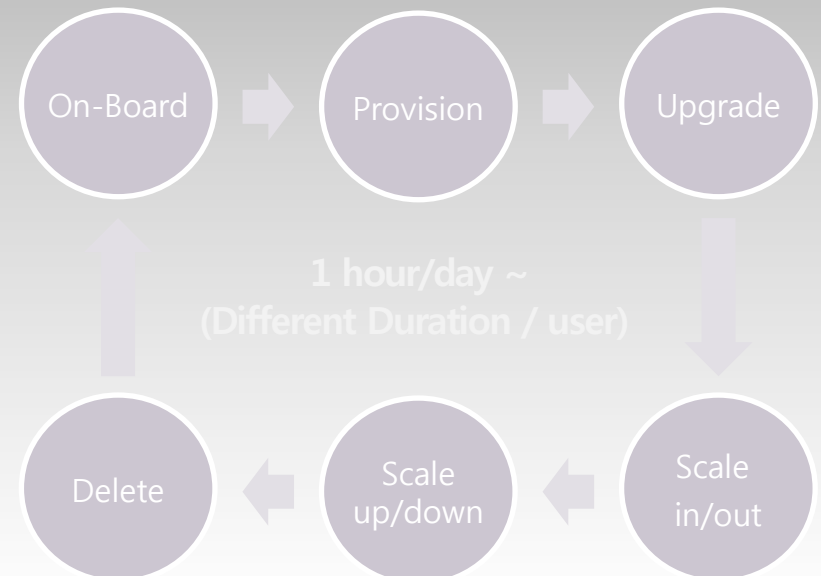 On-Board
Provision
Upgrade
1 hour/day ~
(Different Duration / user)
Delete
Scale
up/down
Scale
in/out